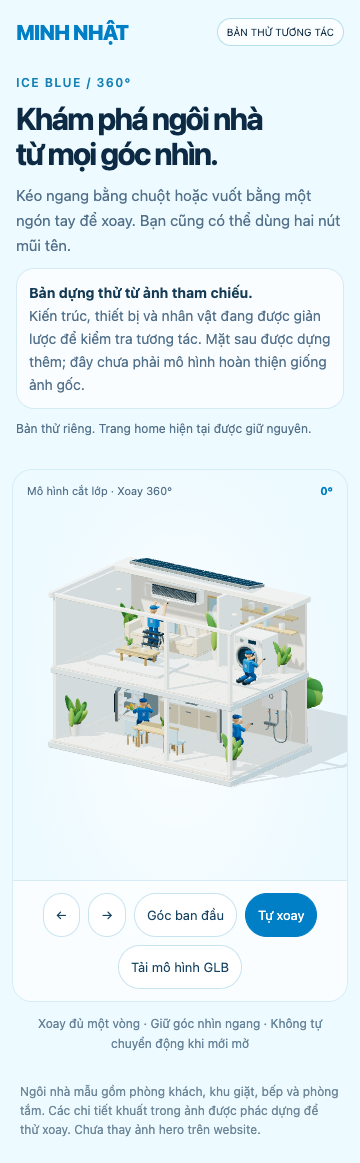 MINH NHẬT
BẢN THỬ TƯƠNG TÁC
ICE BLUE / 360°
Khám phá ngôi nhà
từ mọi góc nhìn.
Kéo ngang bằng chuột hoặc vuốt bằng một
ngón tay để xoay. Bạn cũng có thể dùng hai nút
mũi tên.
Bản dựng thử từ ảnh tham chiếu.
Kiến trúc, thiết bị và nhân vật đang được giản
lược để kiểm tra tương tác. Mặt sau được dựng
thêm; đây chưa phải mô hình hoàn thiện giống
ảnh gốc.
Bản thử riêng. Trang home hiện tại được giữ nguyên.
Mô hình cắt lớp · Xoay 360°
0°
← → Góc ban đầu Tự xoay
Tải mô hình GLB
Xoay đủ một vòng · Giữ góc nhìn ngang · Không tự
chuyển động khi mới mở
Ngôi nhà mẫu gồm phòng khách, khu giặt, bếp và phòng
tắm. Các chi tiết khuất trong ảnh được phác dựng để
thử xoay. Chưa thay ảnh hero trên website.